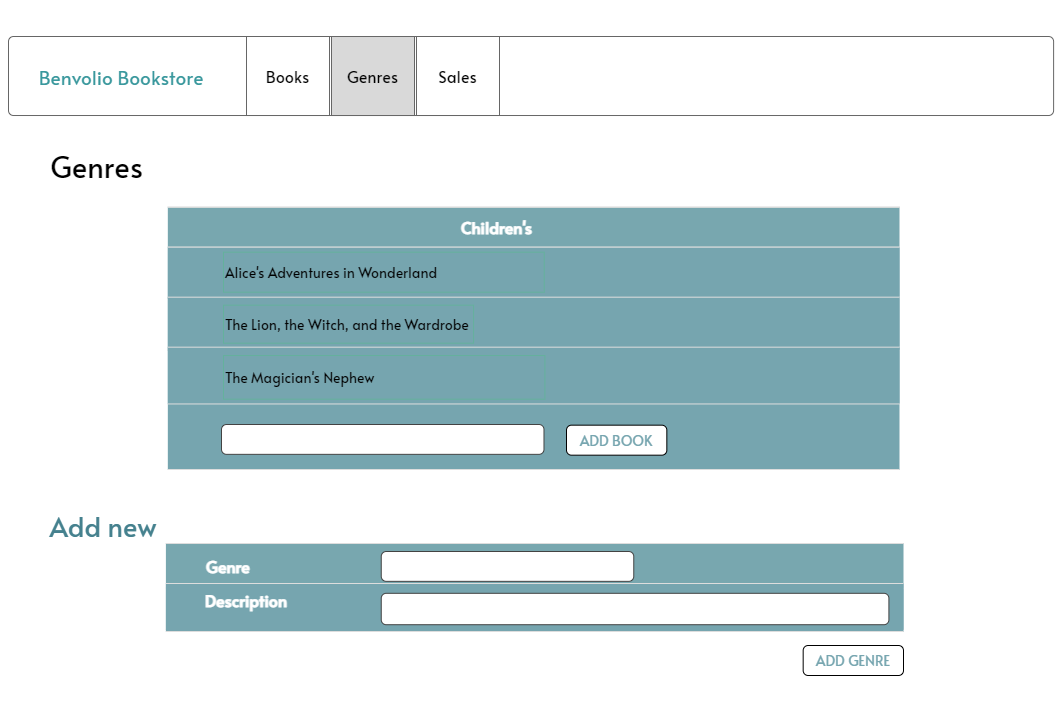 Benvolio Bookstore Books Genres Sales
Genres
Children's
Alice's Adventures in Wonderland
The Lion, the Witch, and the Wardrobe
The Magician's Nephew
ADD BOOK
Add new
Genre
Description
ADD GENRE